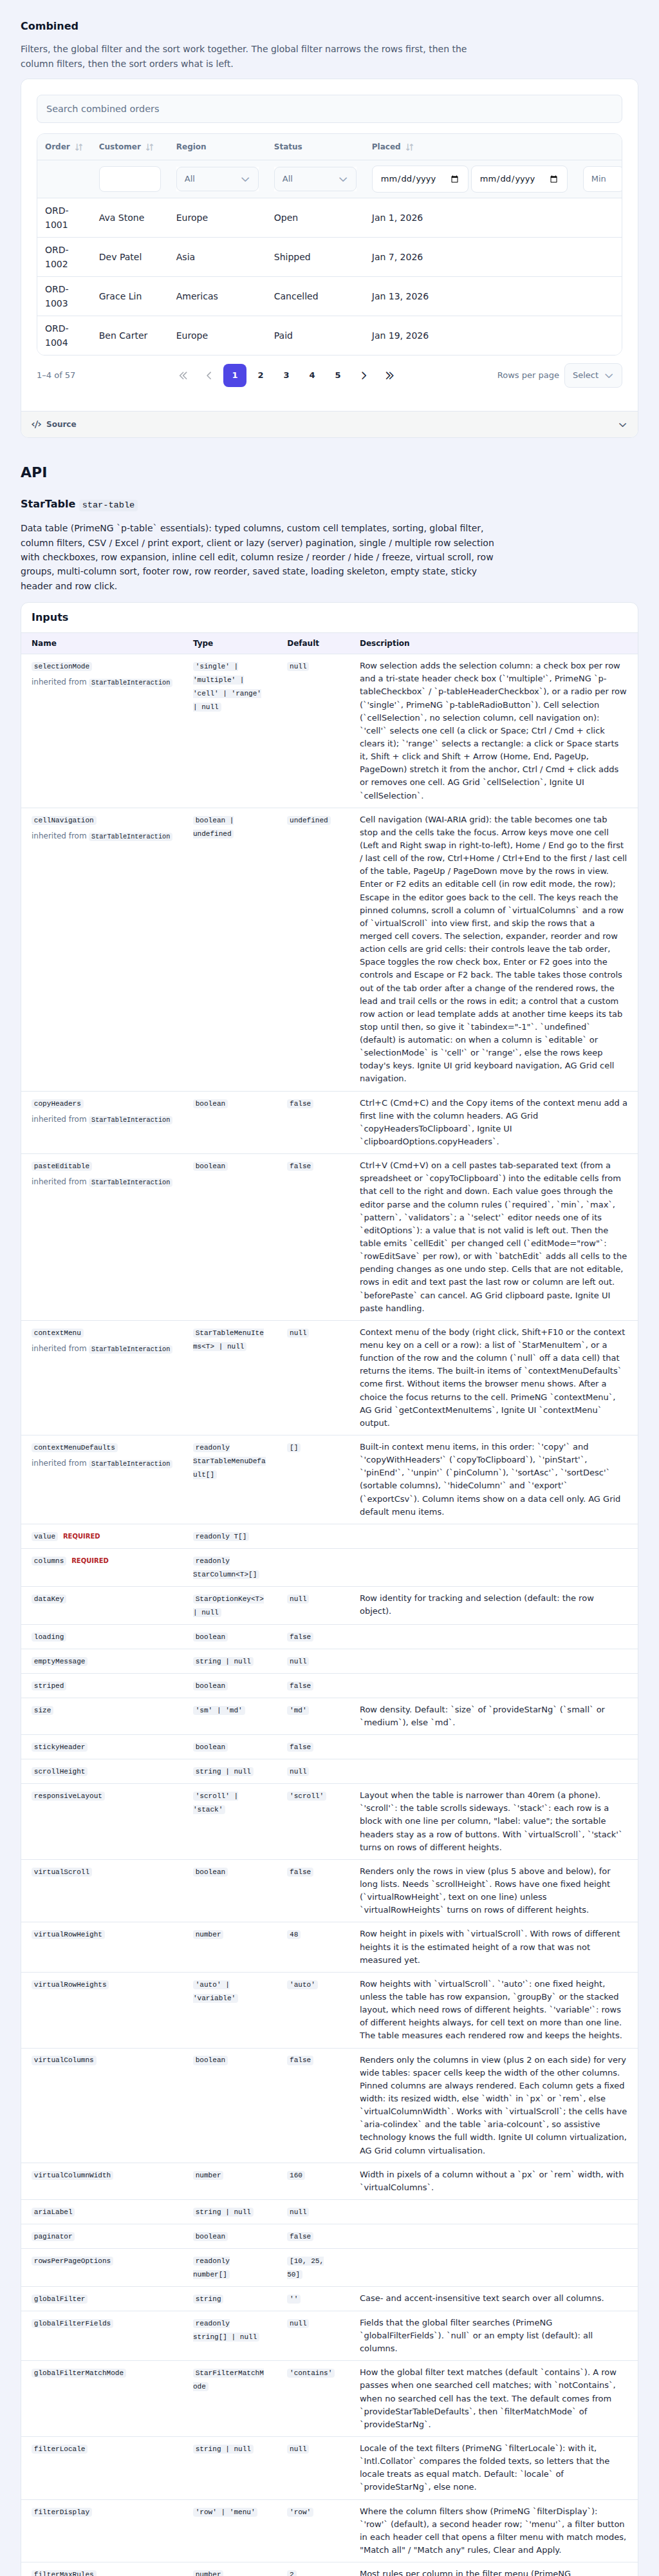 Combined
Filters, the global filter and the sort work together. The global filter narrows the rows first, then the
column filters, then the sort orders what is left.
Search combined orders
Order Customer Region Status Placed
All All mm/dd/yyyy mm/dd/yyyy Min
ORD-
1001 Ava Stone Europe Open Jan 1, 2026
ORD-
1002 Dev Patel Asia Shipped Jan 7, 2026
ORD-
1003 Grace Lin Americas Cancelled Jan 13, 2026
ORD-
1004 Ben Carter Europe Paid Jan 19, 2026
1–4 of 57 1 2 3 4 5 Rows per page Select
Source
API
StarTable star-table
Data table (PrimeNG `p-table` essentials): typed columns, custom cell templates, sorting, global filter,
column filters, CSV / Excel / print export, client or lazy (server) pagination, single / multiple row selection
with checkboxes, row expansion, inline cell edit, column resize / reorder / hide / freeze, virtual scroll, row
groups, multi-column sort, footer row, row reorder, saved state, loading skeleton, empty state, sticky
header and row click.
Inputs
Name Type Default Description
selectionMode
inherited from StarTableInteraction
'single' |
'multiple' |
'cell' | 'range'
| null
null
Row selection adds the selection column: a check box per row
and a tri-state header check box (`'multiple'`, PrimeNG `p-
tableCheckbox` / `p-tableHeaderCheckbox`), or a radio per row
(`'single'`, PrimeNG `p-tableRadioButton`). Cell selection
(`cellSelection`, no selection column, cell navigation on):
`'cell'` selects one cell (a click or Space; Ctrl / Cmd + click
clears it); `'range'` selects a rectangle: a click or Space starts
it, Shift + click and Shift + Arrow (Home, End, PageUp,
PageDown) stretch it from the anchor, Ctrl / Cmd + click adds
or removes one cell. AG Grid `cellSelection`, Ignite UI
`cellSelection`.
cellNavigation
inherited from StarTableInteraction
boolean |
undefined
undefined
Cell navigation (WAI-ARIA grid): the table becomes one tab
stop and the cells take the focus. Arrow keys move one cell
(Left and Right swap in right-to-left), Home / End go to the first
/ last cell of the row, Ctrl+Home / Ctrl+End to the first / last cell
of the table, PageUp / PageDown move by the rows in view.
Enter or F2 edits an editable cell (in row edit mode, the row);
Escape in the editor goes back to the cell. The keys reach the
pinned columns, scroll a column of `virtualColumns` and a row
of `virtualScroll` into view first, and skip the rows that a
merged cell covers. The selection, expander, reorder and row
action cells are grid cells: their controls leave the tab order,
Space toggles the row check box, Enter or F2 goes into the
controls and Escape or F2 back. The table takes those controls
out of the tab order after a change of the rendered rows, the
lead and trail cells or the rows in edit; a control that a custom
row action or lead template adds at another time keeps its tab
stop until then, so give it `tabindex="-1"`. `undefined`
(default) is automatic: on when a column is `editable` or
`selectionMode` is `'cell'` or `'range'`, else the rows keep
today's keys. Ignite UI grid keyboard navigation, AG Grid cell
navigation.
copyHeaders
inherited from StarTableInteraction
boolean
false
Ctrl+C (Cmd+C) and the Copy items of the context menu add a
first line with the column headers. AG Grid
`copyHeadersToClipboard`, Ignite UI
`clipboardOptions.copyHeaders`.
pasteEditable
inherited from StarTableInteraction
boolean
false
Ctrl+V (Cmd+V) on a cell pastes tab-separated text (from a
spreadsheet or `copyToClipboard`) into the editable cells from
that cell to the right and down. Each value goes through the
editor parse and the column rules (`required`, `min`, `max`,
`pattern`, `validators`; a `'select'` editor needs one of its
`editOptions`): a value that is not valid is left out. Then the
table emits `cellEdit` per changed cell (`editMode="row"`:
`rowEditSave` per row), or with `batchEdit` adds all cells to the
pending changes as one undo step. Cells that are not editable,
rows in edit and text past the last row or column are left out.
`beforePaste` can cancel. AG Grid clipboard paste, Ignite UI
paste handling.
contextMenu
inherited from StarTableInteraction
StarTableMenuIte
ms<T> | null
null
Context menu of the body (right click, Shift+F10 or the context
menu key on a cell or a row): a list of `StarMenuItem`, or a
function of the row and the column (`null` off a data cell) that
returns the items. The built-in items of `contextMenuDefaults`
come first. Without items the browser menu shows. After a
choice the focus returns to the cell. PrimeNG `contextMenu`,
AG Grid `getContextMenuItems`, Ignite UI `contextMenu`
output.
contextMenuDefaults
inherited from StarTableInteraction
readonly
StarTableMenuDefa
ult[]
[]
Built-in context menu items, in this order: `'copy'` and
`'copyWithHeaders'` (`copyToClipboard`), `'pinStart'`,
`'pinEnd'`, `'unpin'` (`pinColumn`), `'sortAsc'`, `'sortDesc'`
(sortable columns), `'hideColumn'` and `'export'`
(`exportCsv`). Column items show on a data cell only. AG Grid
default menu items.
value REQUIRED readonly T[]
columns REQUIRED readonly
StarColumn<T>[]
dataKey
StarOptionKey<T>
| null
null
Row identity for tracking and selection (default: the row
object).
loading boolean false
emptyMessage string | null null
striped boolean false
size 'sm' | 'md' 'md' Row density. Default: `size` of `provideStarNg` (`small` or
`medium`), else `md`.
stickyHeader boolean false
scrollHeight string | null null
responsiveLayout
'scroll' |
'stack'
'scroll'
Layout when the table is narrower than 40rem (a phone).
`'scroll'`: the table scrolls sideways. `'stack'`: each row is a
block with one line per column, "label: value"; the sortable
headers stay as a row of buttons. With `virtualScroll`, `'stack'`
turns on rows of different heights.
virtualScroll boolean false Renders only the rows in view (plus 5 above and below), for
long lists. Needs `scrollHeight`. Rows have one fixed height
(`virtualRowHeight`, text on one line) unless
`virtualRowHeights` turns on rows of different heights.
virtualRowHeight number 48 Row height in pixels with `virtualScroll`. With rows of different
heights it is the estimated height of a row that was not
measured yet.
virtualRowHeights
'auto' |
'variable'
'auto'
Row heights with `virtualScroll`. `'auto'`: one fixed height,
unless the table has row expansion, `groupBy` or the stacked
layout, which need rows of different heights. `'variable'`: rows
of different heights always, for cell text on more than one line.
The table measures each rendered row and keeps the heights.
virtualColumns boolean false Renders only the columns in view (plus 2 on each side) for very
wide tables: spacer cells keep the width of the other columns.
Pinned columns are always rendered. Each column gets a fixed
width: its resized width, else `width` in `px` or `rem`, else
`virtualColumnWidth`. Works with `virtualScroll`; the cells have
`aria-colindex` and the table `aria-colcount`, so assistive
technology knows the full width. Ignite UI column virtualization,
AG Grid column virtualisation.
virtualColumnWidth number 160 Width in pixels of a column without a `px` or `rem` width, with
`virtualColumns`.
ariaLabel string | null null
paginator boolean false
rowsPerPageOptions
readonly
number[]
[10, 25,
50]
globalFilter string '' Case- and accent-insensitive text search over all columns.
globalFilterFields
readonly
string[] | null
null
Fields that the global filter searches (PrimeNG
`globalFilterFields`). `null` or an empty list (default): all
columns.
globalFilterMatchMode
StarFilterMatchM
ode
'contains'
How the global filter text matches (default `contains`). A row
passes when one searched cell matches; with `notContains`,
when no searched cell has the text. The default comes from
`provideStarTableDefaults`, then `filterMatchMode` of
`provideStarNg`.
filterLocale string | null null Locale of the text filters (PrimeNG `filterLocale`): with it,
`Intl.Collator` compares the folded texts, so letters that the
locale treats as equal match. Default: `locale` of
`provideStarNg`, else none.
filterDisplay 'row' | 'menu' 'row' Where the column filters show (PrimeNG `filterDisplay`):
`'row'` (default), a second header row; `'menu'`, a filter button
in each header cell that opens a filter menu with match modes,
"Match all" / "Match any" rules, Clear and Apply.
filterMaxRules number 2 Most rules per column in the filter menu (PrimeNG